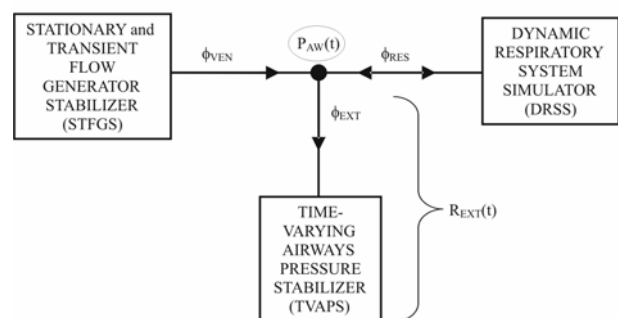 STATIONARY and
TRANSIENT
FLOW
GENERATOR
STABILIZER
(STFGS)
ϕVEN
PAW(t)
ϕRES
DYNAMIC
RESPIRATORY
SYSTEM
SIMULATOR
(DRSS)
ϕEXT
TIME-
VARYING
AIRWAYS
PRESSURE
STABILIZER
(TVAPS)
REXT(t)